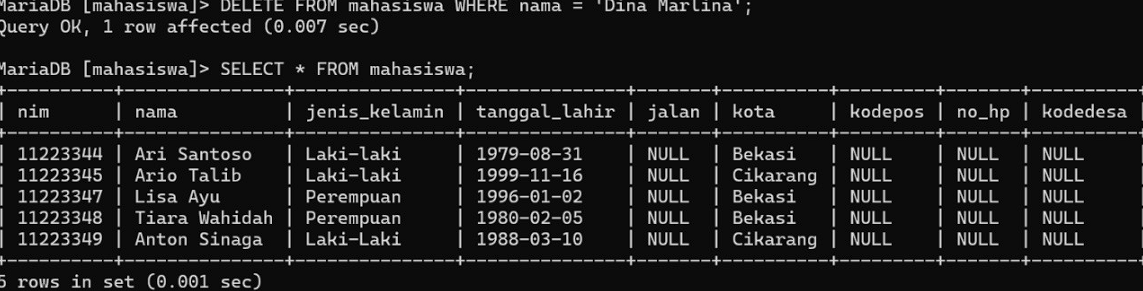 MariaDB [mahasiswa]> DELETE FROM mahasiswa WHERE nama = 'Dina Marlina';
Query OK, 1 row affected (0.007 sec)
MariaDB [mahasiswa]> SELECT * FROM mahasiswa;
+----------+---------------+---------------+---------------+-------+----------+---------+-------+----------+
| nim | nama | jenis_kelamin | tanggal_lahir | jalan | kota | kodepos | no_hp | kodedesa
+----------+---------------+---------------+---------------+-------+----------+---------+-------+----------+
| 11223344 | Ari Santoso | Laki-laki | 1979-08-31 | NULL | Bekasi | NULL | NULL | NULL
| 11223345 | Ario Talib | Laki-laki | 1999-11-16 | NULL | Cikarang | NULL | NULL | NULL
| 11223347 | Lisa Ayu | Perempuan | 1996-01-02 | NULL | Bekasi | NULL | NULL | NULL
| 11223348 | Tiara Wahidah | Perempuan | 1980-02-05 | NULL | Bekasi | NULL | NULL | NULL
| 11223349 | Anton Sinaga | Laki-Laki | 1988-03-10 | NULL | Cikarang | NULL | NULL | NULL
+----------+---------------+---------------+---------------+-------+----------+---------+-------+----------+
5 rows in set (0.001 sec)